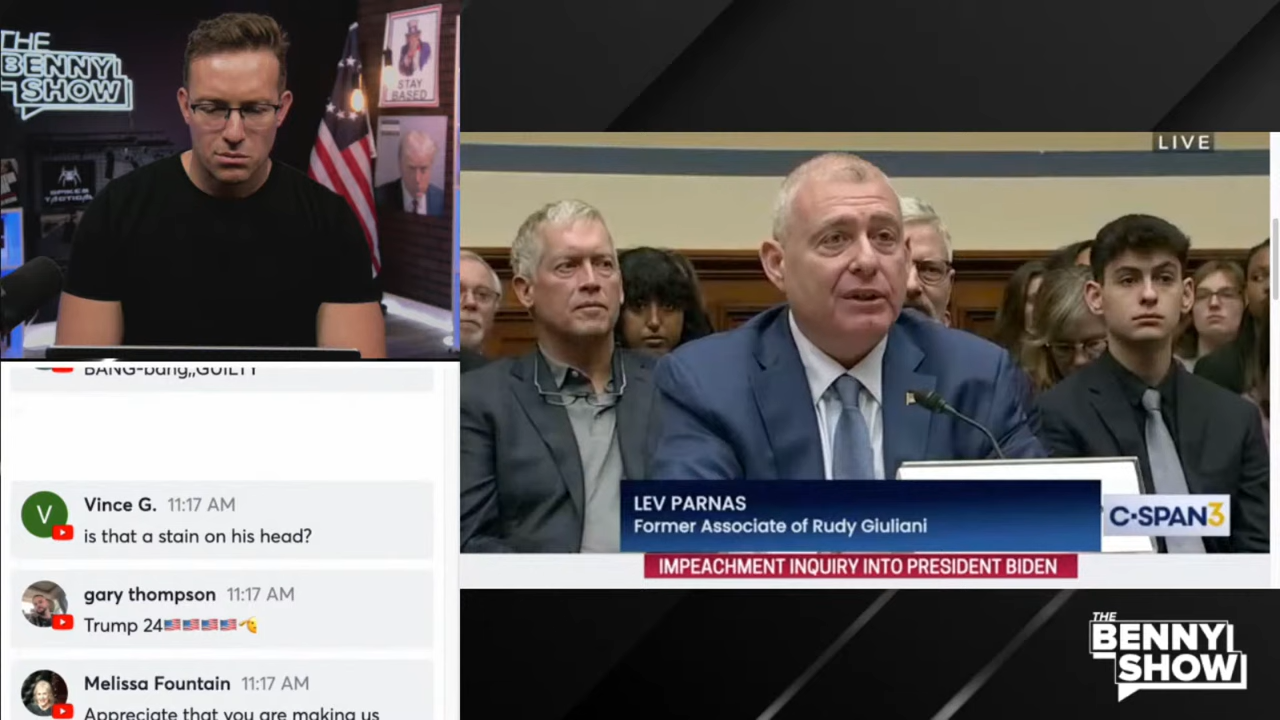 THE
BENNY
SHOW
STAY
BASED
SPIKE'S
TACTICAL
BANG-bang,,GUILTY
V
Vince G. 11:17 AM
is that a stain on his head?
gary thompson 11:17 AM
Trump 24🇺🇸🇺🇸🇺🇸🇺🇸🫡
Melissa Fountain 11:17 AM
Appreciate that you are making us
LIVE
LEV PARNAS
Former Associate of Rudy Giuliani
C-SPAN3
IMPEACHMENT INQUIRY INTO PRESIDENT BIDEN
THE
BENNY
SHOW